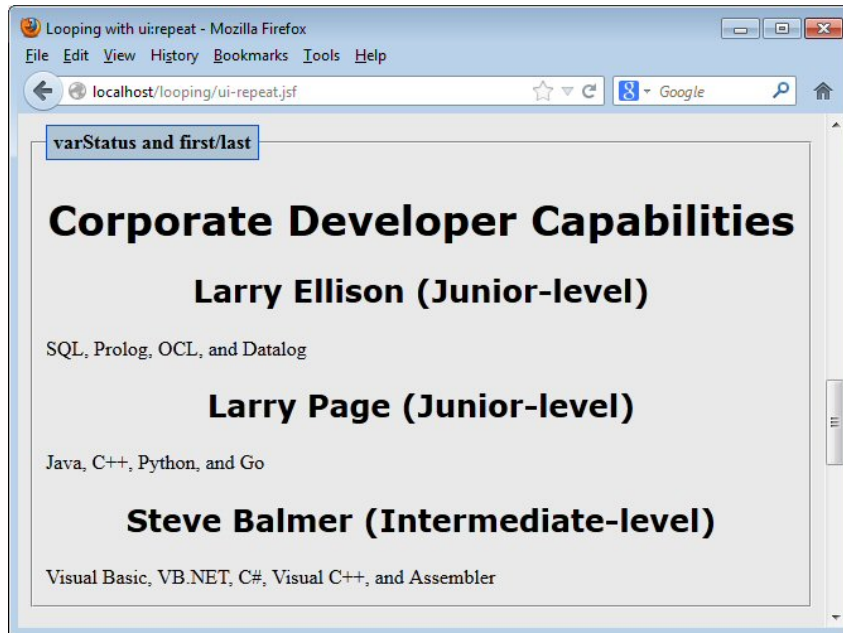 Looping with ui:repeat - Mozilla Firefox
File Edit View History Bookmarks Tools Help
localhost/looping/ui-repeat.jsf
8 Google
varStatus and first/last
Corporate Developer Capabilities
Larry Ellison (Junior-level)
SQL, Prolog, OCL, and Datalog
Larry Page (Junior-level)
Java, C++, Python, and Go
Steve Balmer (Intermediate-level)
Visual Basic, VB.NET, C#, Visual C++, and Assembler